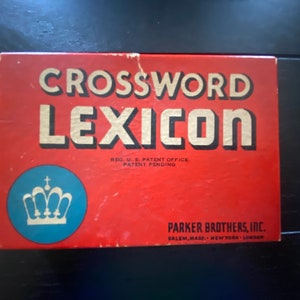 CROSSWORD
LEXICON
REG. U. S. PATENT OFFICE
PATENT PENDING
PARKER BROTHERS, INC.
SALEM, MASS. • NEW YORK • LONDON